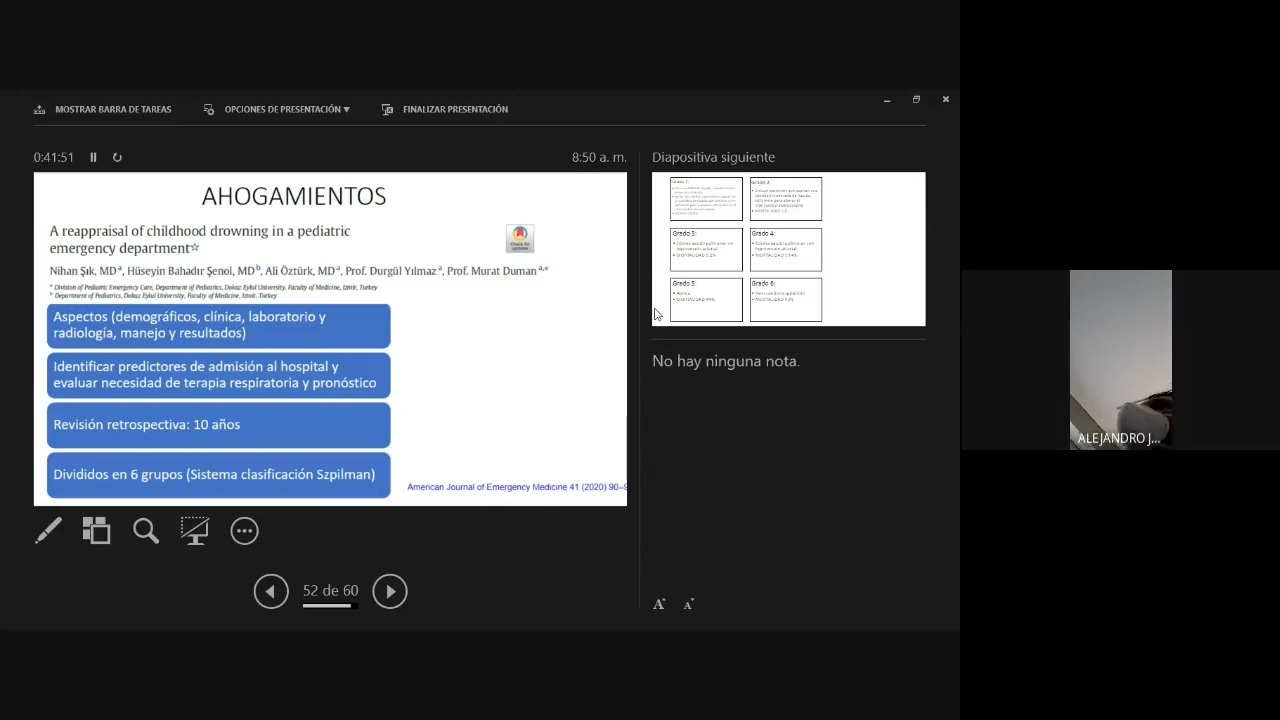 MOSTRAR BARRA DE TAREAS
OPCIONES DE PRESENTACIÓN ▼
FINALIZAR PRESENTACIÓN
0:41:51
8:50 a. m.
Diapositiva siguiente
AHOGAMIENTOS
A reappraisal of childhood drowning in a pediatric
emergency department☆
Check for
updates
Nihan Şık, MD a, Hüseyin Bahadır Şenol, MD b, Ali Öztürk, MD a, Prof. Durgül Yılmaz a, Prof. Murat Duman a,*
a Division of Pediatric Emergency Care, Department of Pediatrics, Dokuz Eylul University, Faculty of Medicine, Izmir, Turkey
b Department of Pediatrics, Dokuz Eylul University, Faculty of Medicine, Izmir, Turkey
Aspectos (demográficos, clínica, laboratorio y
radiología, manejo y resultados)
Identificar predictores de admisión al hospital y
evaluar necesidad de terapia respiratoria y pronóstico
Revisión retrospectiva: 10 años
Divididos en 6 grupos (Sistema clasificación Szpilman)
American Journal of Emergency Medicine 41 (2020) 90–
Grado 3:
Grado 4:
Grado 5:
Grado 6:
No hay ninguna nota.
52 de 60
ALEJANDRO J...